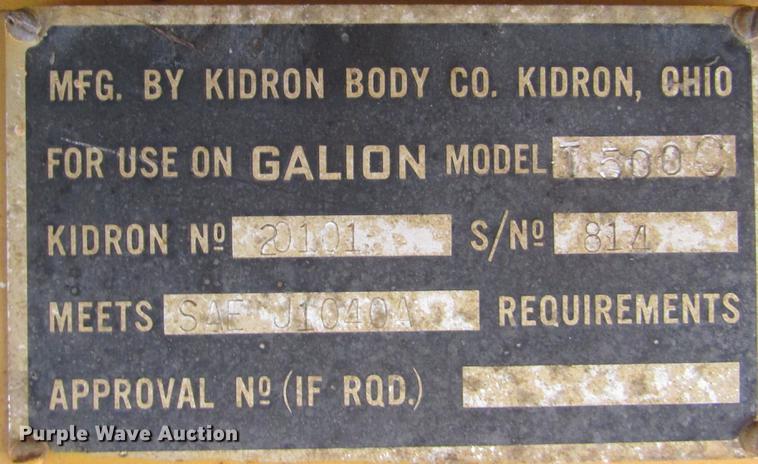 MFG. BY KIDRON BODY CO. KIDRON, OHIO
FOR USE ON GALION MODEL T500C
KIDRON Nº 20101 S/Nº 814
MEETS SAE J1040A REQUIREMENTS
APPROVAL Nº (IF RQD.)
Purple Wave Auction